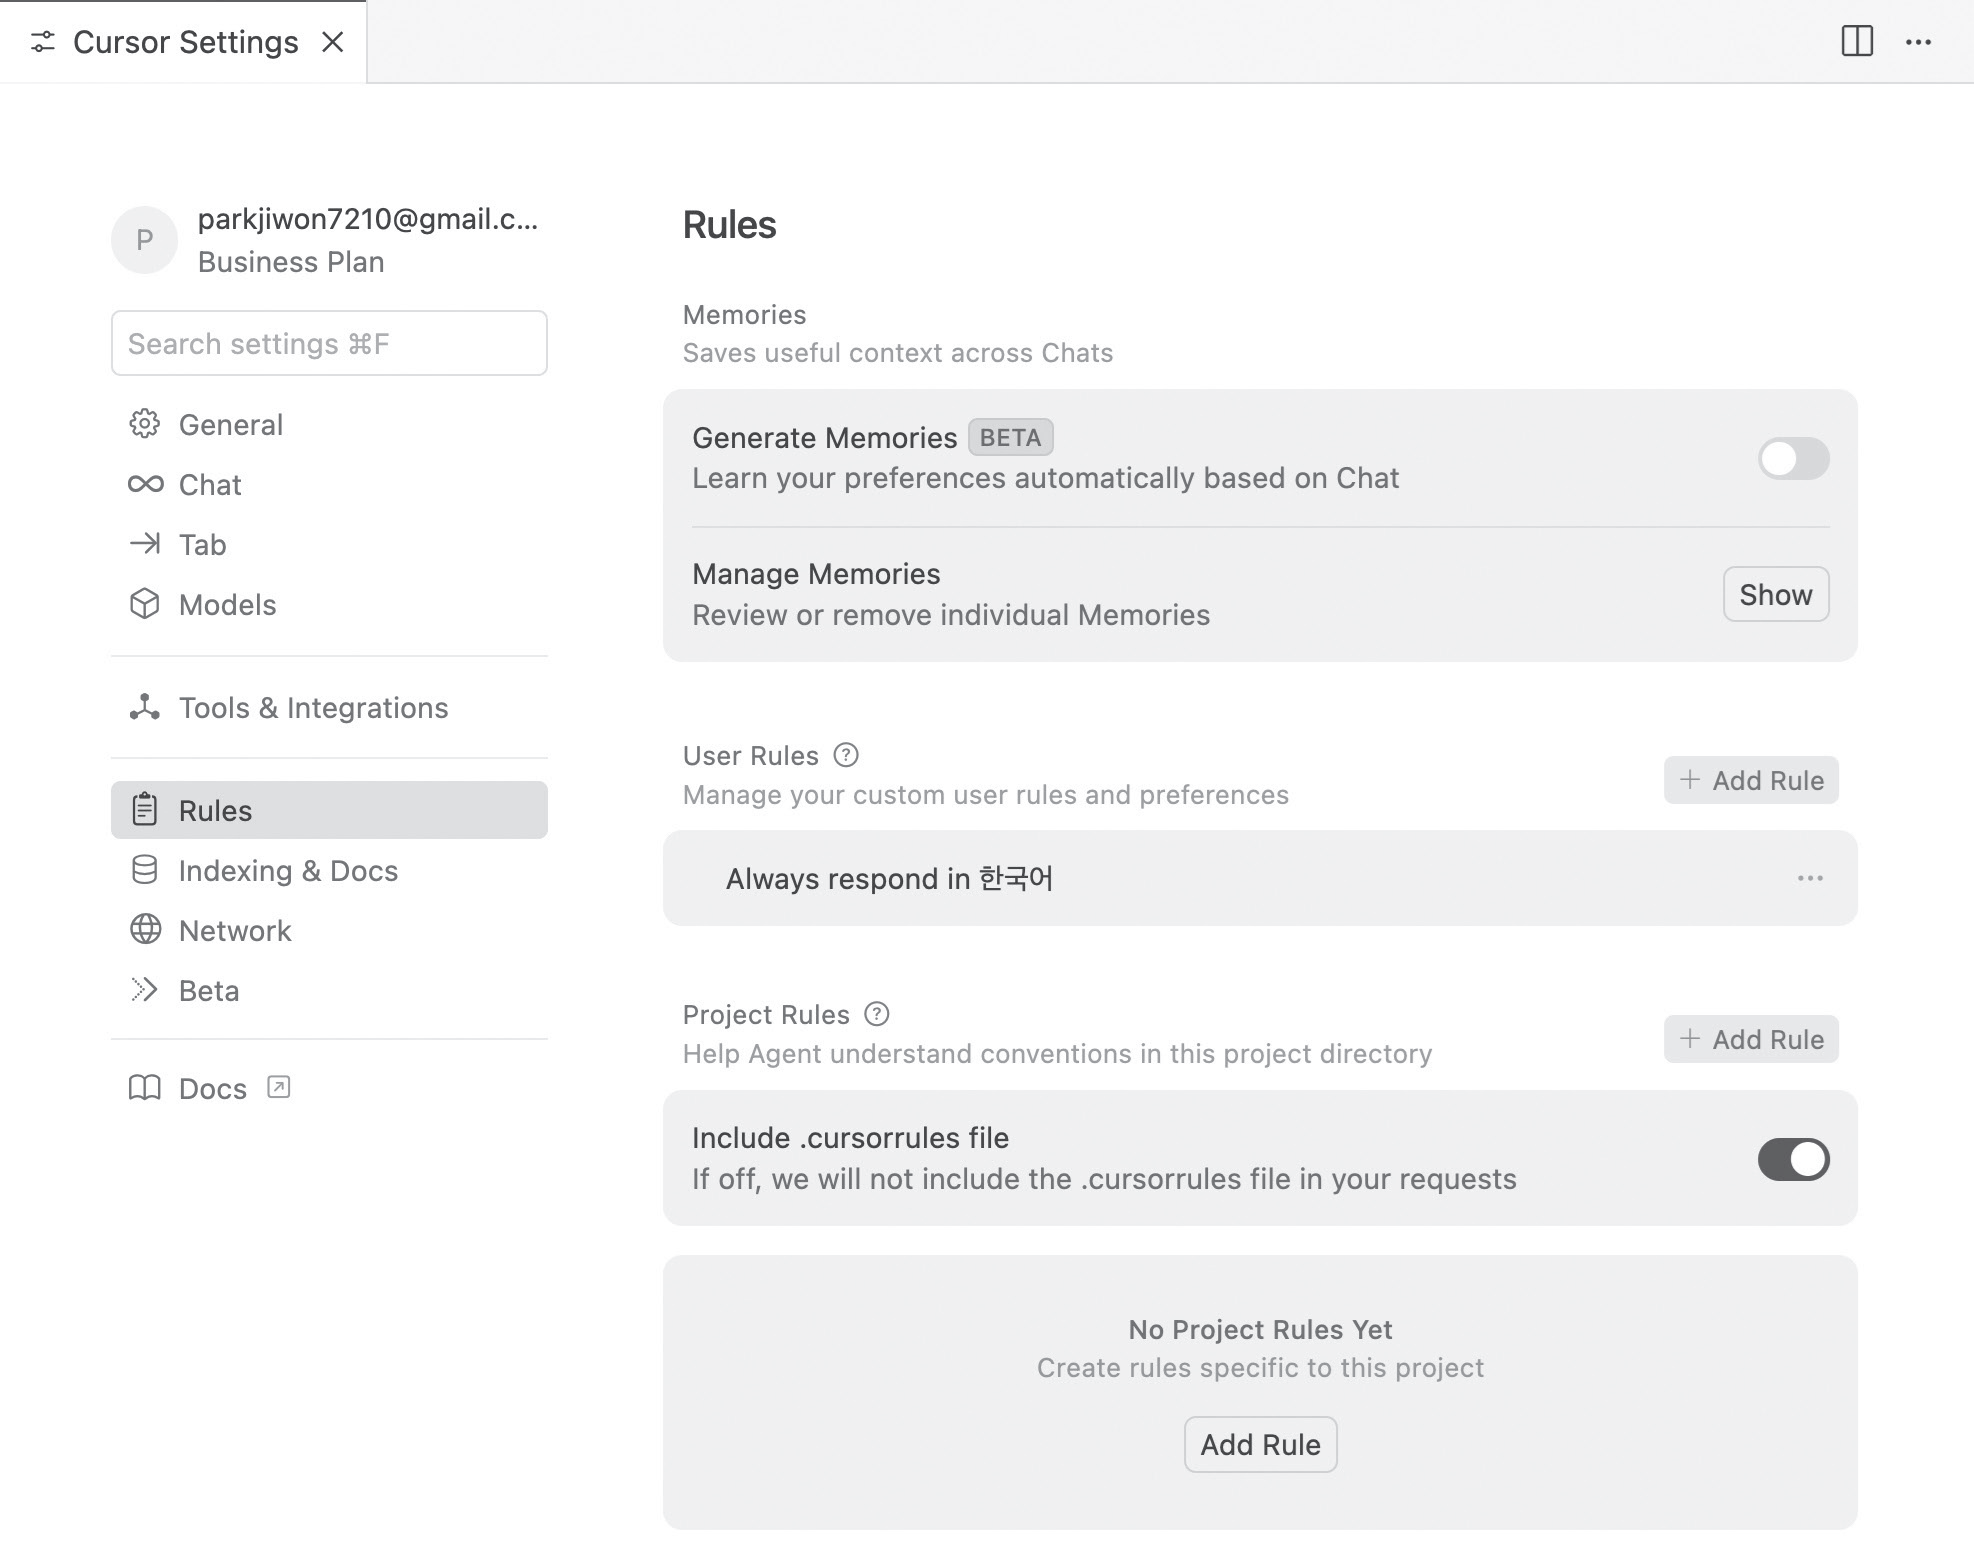 Cursor Settings
P
parkjiwon7210@gmail.c...
Business Plan
Search settings ⌘F
General
Chat
Tab
Models
Tools & Integrations
Rules
Indexing & Docs
Network
Beta
Docs
Rules
Memories
Saves useful context across Chats
Generate Memories BETA
Learn your preferences automatically based on Chat
Manage Memories
Review or remove individual Memories
Show
User Rules ?
Manage your custom user rules and preferences
+ Add Rule
Always respond in 한국어
Project Rules ?
Help Agent understand conventions in this project directory
+ Add Rule
Include .cursorrules file
If off, we will not include the .cursorrules file in your requests
No Project Rules Yet
Create rules specific to this project
Add Rule